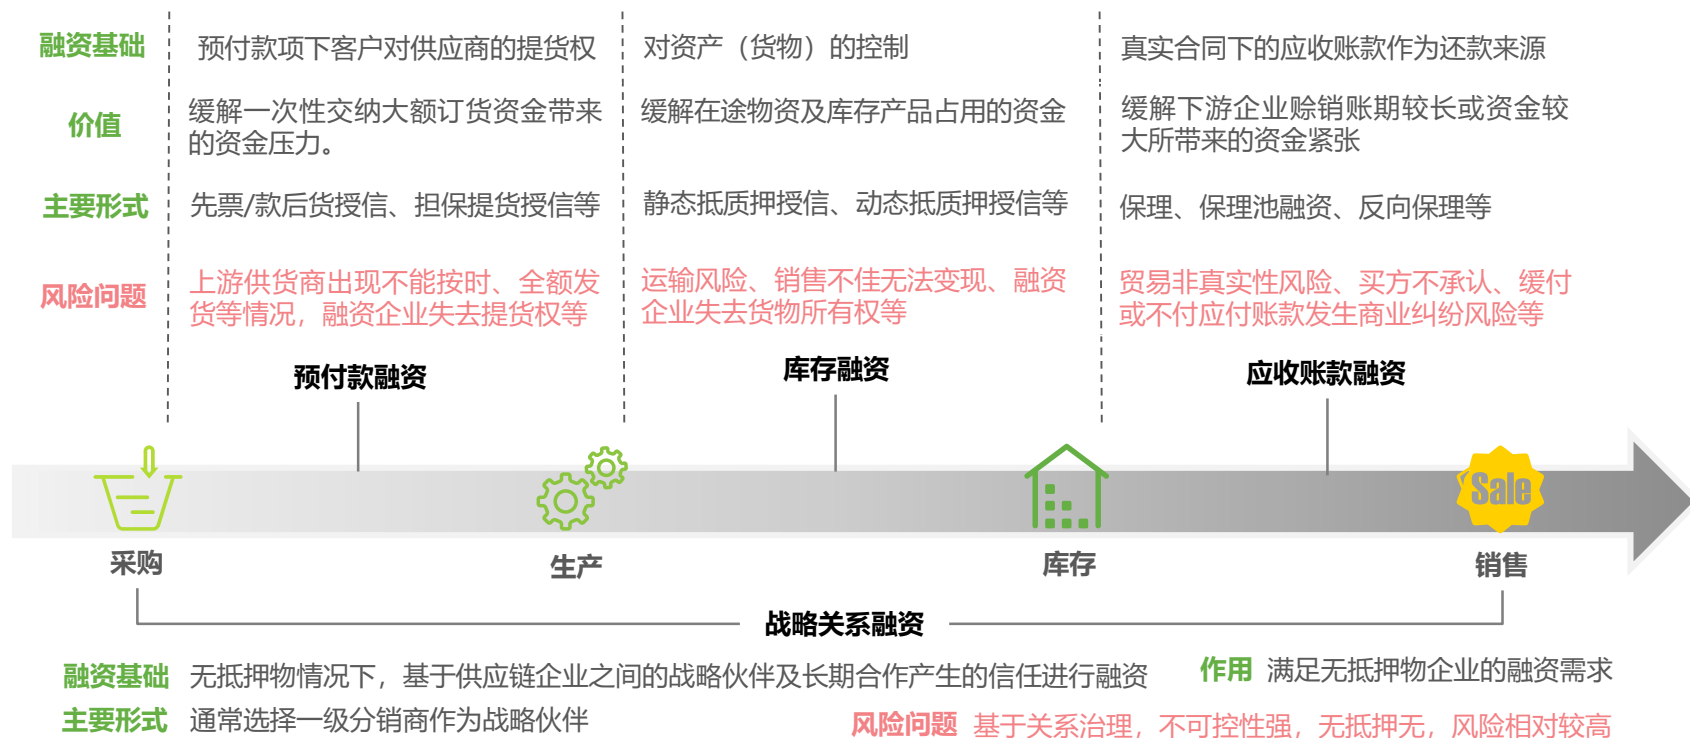 融资基础
预付款项下客户对供应商的提货权
对资产（货物）的控制
真实合同下的应收账款作为还款来源
价值
缓解一次性交纳大额订货资金带来
的资金压力。
缓解在途物资及库存产品占用的资金
缓解下游企业赊销账期较长或资金较
大所带来的资金紧张
主要形式
先票/款后货授信、担保提货授信等
静态抵质押授信、动态抵质押授信等
保理、保理池融资、反向保理等
风险问题
上游供货商出现不能按时、全额发
货等情况，融资企业失去提货权等
运输风险、销售不佳无法变现、融资
企业失去货物所有权等
贸易非真实性风险、买方不承认、缓付
或不付应付账款发生商业纠纷风险等
预付款融资
库存融资
应收账款融资
Sale
采购
生产
库存
销售
战略关系融资
融资基础
无抵押物情况下，基于供应链企业之间的战略伙伴及长期合作产生的信任进行融资
作用
满足无抵押物企业的融资需求
主要形式
通常选择一级分销商作为战略伙伴
风险问题
基于关系治理，不可控性强，无抵押无，风险相对较高